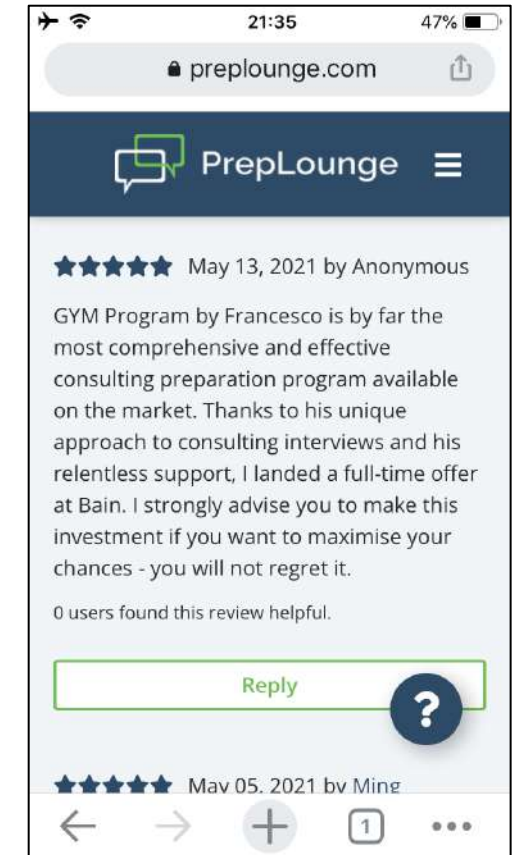 21:35
47%
preplounge.com
PrepLounge
May 13, 2021 by Anonymous
GYM Program by Francesco is by far the
most comprehensive and effective
consulting preparation program available
on the market. Thanks to his unique
approach to consulting interviews and his
relentless support, I landed a full-time offer
at Bain. I strongly advise you to make this
investment if you want to maximise your
chances - you will not regret it.
0 users found this review helpful.
Reply
?
May 05, 2021 by Ming
1